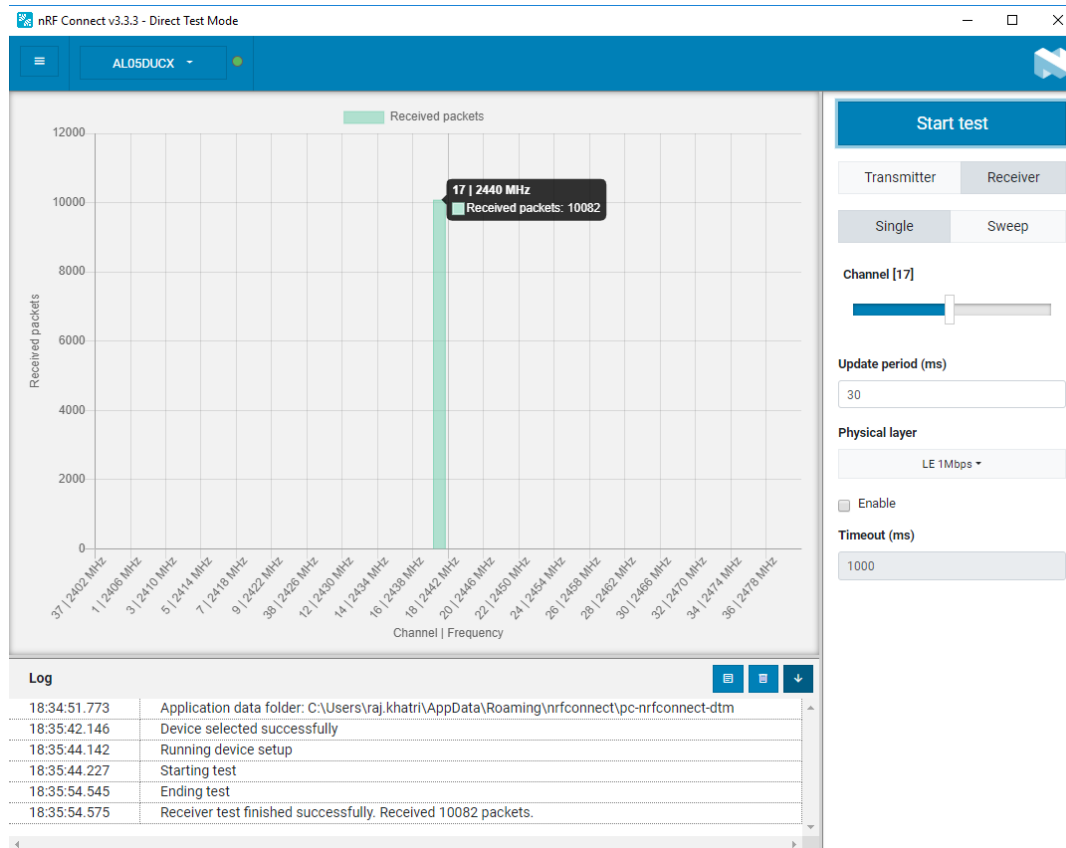 nRF Connect v3.3.3 - Direct Test Mode
AL05DUCX
Received packets
12000
10000
8000
6000
4000
2000
0
Received packets
17 | 2440 MHz
Received packets: 10082
37 | 2402 MHz
1 | 2406 MHz
3 | 2410 MHz
5 | 2414 MHz
7 | 2418 MHz
9 | 2422 MHz
38 | 2426 MHz
12 | 2430 MHz
14 | 2434 MHz
16 | 2438 MHz
18 | 2442 MHz
20 | 2446 MHz
22 | 2450 MHz
24 | 2454 MHz
26 | 2458 MHz
28 | 2462 MHz
30 | 2466 MHz
32 | 2470 MHz
34 | 2474 MHz
36 | 2478 MHz
Channel | Frequency
Start test
Transmitter Receiver
Single Sweep
Channel [17]
Update period (ms)
30
Physical layer
LE 1Mbps
Enable
Timeout (ms)
1000
Log
18:34:51.773 Application data folder: C:\Users\raj.khatri\AppData\Roaming\nrfconnect\pc-nrfconnect-dtm
18:35:42.146 Device selected successfully
18:35:44.142 Running device setup
18:35:44.227 Starting test
18:35:54.545 Ending test
18:35:54.575 Receiver test finished successfully. Received 10082 packets.